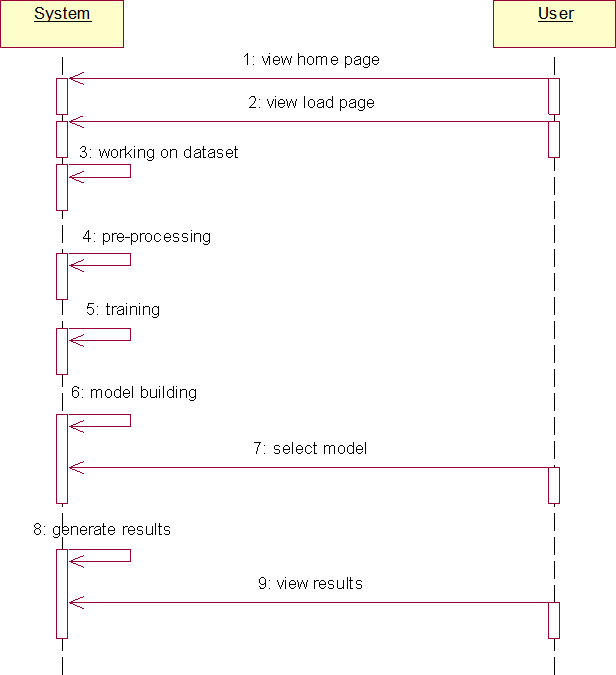 System
User
1: view home page
2: view load page
3: working on dataset
4: pre-processing
5: training
6: model building
7: select model
8: generate results
9: view results